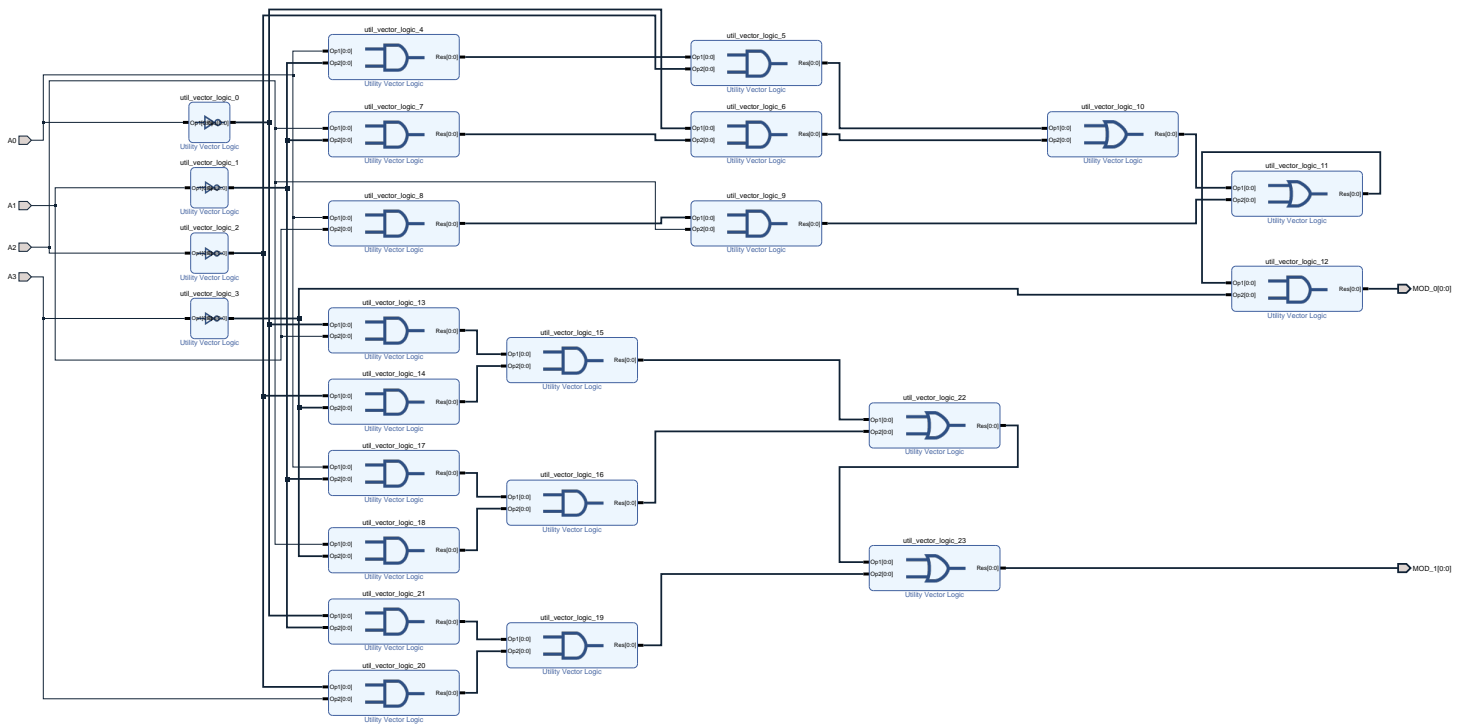 util_vector_logic_4
Op1[0:0]
Op2[0:0]
Res[0:0]
Utility Vector Logic
util_vector_logic_5
Op1[0:0]
Op2[0:0]
Res[0:0]
Utility Vector Logic
util_vector_logic_0
Utility Vector Logic
util_vector_logic_7
Op1[0:0]
Op2[0:0]
Res[0:0]
Utility Vector Logic
util_vector_logic_6
Op1[0:0]
Op2[0:0]
Res[0:0]
Utility Vector Logic
util_vector_logic_10
Op1[0:0]
Op2[0:0]
Res[0:0]
Utility Vector Logic
A0
util_vector_logic_1
Utility Vector Logic
util_vector_logic_11
Op1[0:0]
Op2[0:0]
Res[0:0]
Utility Vector Logic
A1
util_vector_logic_8
Op1[0:0]
Op2[0:0]
Res[0:0]
Utility Vector Logic
util_vector_logic_9
Op1[0:0]
Op2[0:0]
Res[0:0]
Utility Vector Logic
A2
util_vector_logic_2
Utility Vector Logic
A3
util_vector_logic_12
Op1[0:0]
Op2[0:0]
Res[0:0]
Utility Vector Logic
MOD_0[0:0]
util_vector_logic_3
Utility Vector Logic
util_vector_logic_13
Op1[0:0]
Op2[0:0]
Res[0:0]
Utility Vector Logic
util_vector_logic_15
Op1[0:0]
Op2[0:0]
Res[0:0]
Utility Vector Logic
util_vector_logic_14
Op1[0:0]
Op2[0:0]
Res[0:0]
Utility Vector Logic
util_vector_logic_22
Op1[0:0]
Op2[0:0]
Res[0:0]
Utility Vector Logic
util_vector_logic_17
Op1[0:0]
Op2[0:0]
Res[0:0]
Utility Vector Logic
util_vector_logic_16
Op1[0:0]
Op2[0:0]
Res[0:0]
Utility Vector Logic
util_vector_logic_18
Op1[0:0]
Op2[0:0]
Res[0:0]
Utility Vector Logic
util_vector_logic_23
Op1[0:0]
Op2[0:0]
Res[0:0]
Utility Vector Logic
MOD_1[0:0]
util_vector_logic_21
Op1[0:0]
Op2[0:0]
Res[0:0]
Utility Vector Logic
util_vector_logic_19
Op1[0:0]
Op2[0:0]
Res[0:0]
Utility Vector Logic
util_vector_logic_20
Op1[0:0]
Op2[0:0]
Res[0:0]
Utility Vector Logic